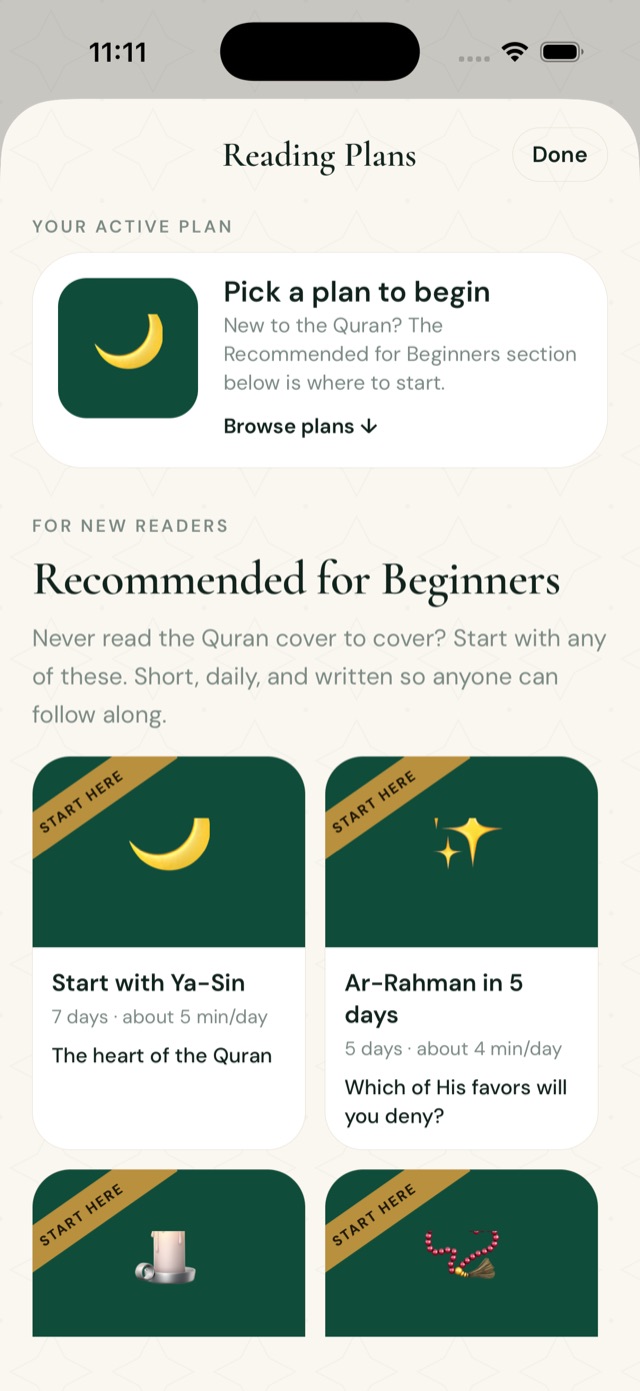 11:11
Reading Plans
Done
YOUR ACTIVE PLAN
Pick a plan to begin
New to the Quran? The
Recommended for Beginners section
below is where to start.
Browse plans ↓
FOR NEW READERS
Recommended for Beginners
Never read the Quran cover to cover? Start with any
of these. Short, daily, and written so anyone can
follow along.
START HERE
Start with Ya-Sin
7 days · about 5 min/day
The heart of the Quran
START HERE
Ar-Rahman in 5
days
5 days · about 4 min/day
Which of His favors will
you deny?
START HERE
START HERE